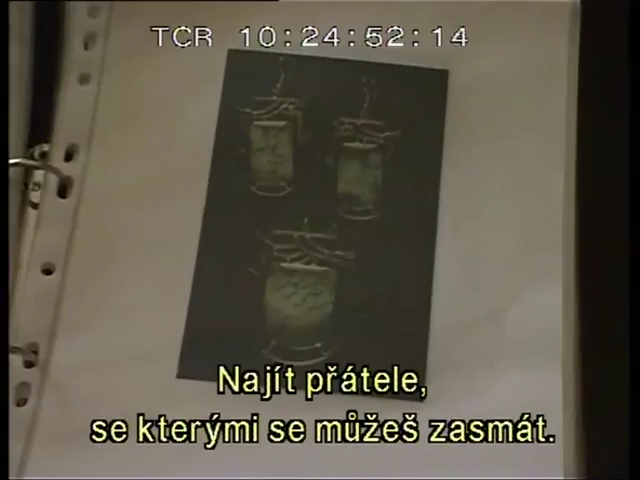 TCR 10:24:52:14
Najít přátele,
se kterými se můžeš zasmát.